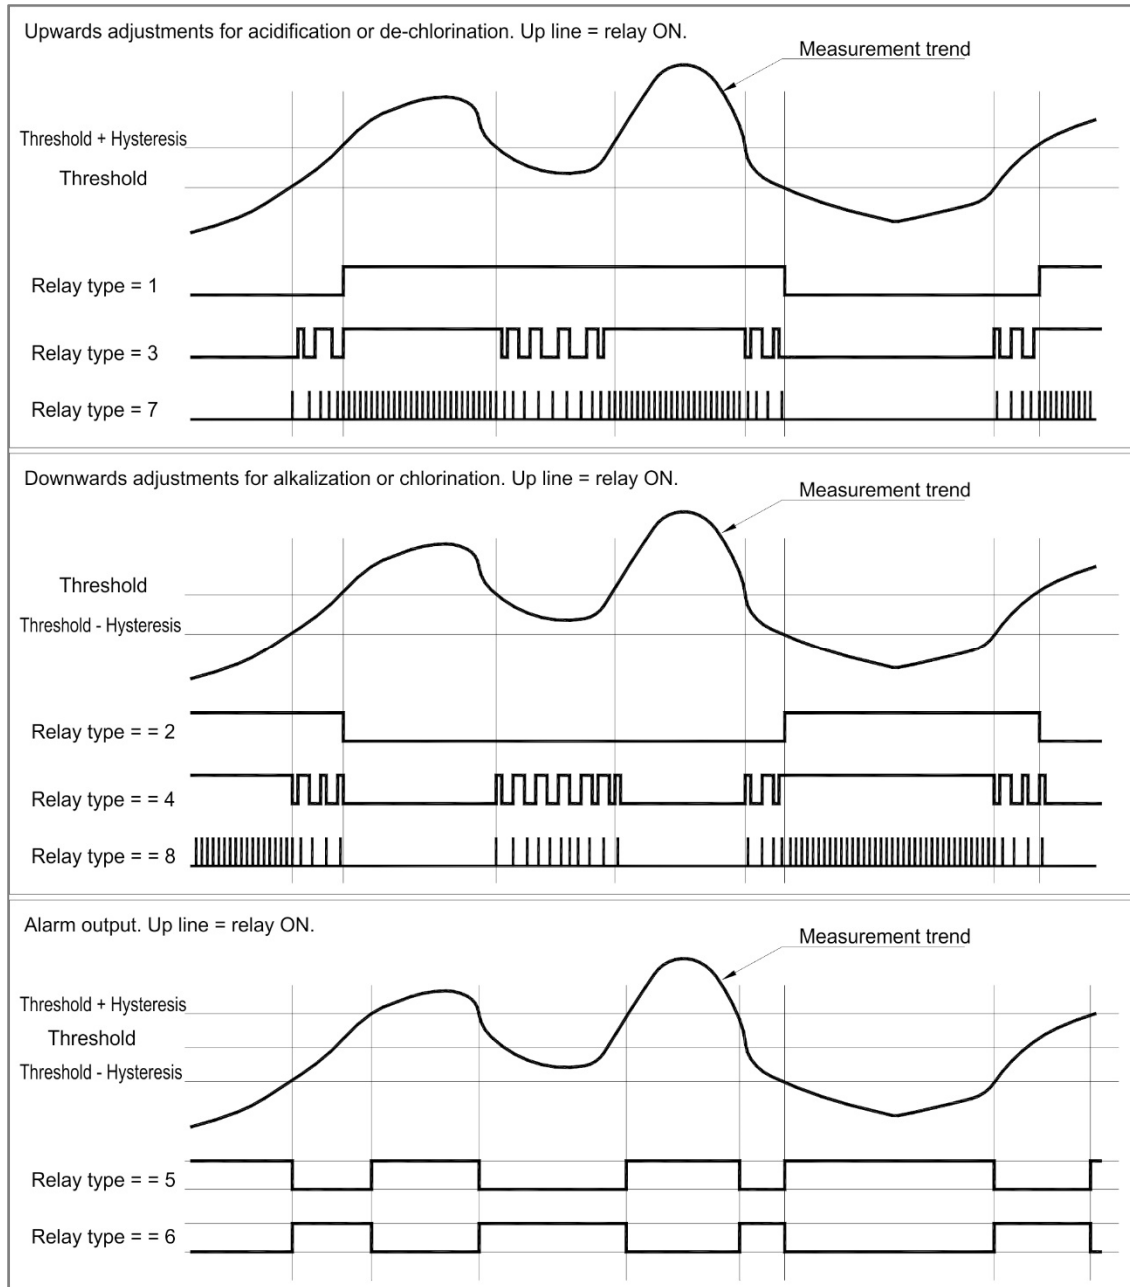 Upwards adjustments for acidification or de-chlorination. Up line = relay ON.
Measurement trend
Threshold + Hysteresis
Threshold
Relay type = 1
Relay type = 3
Relay type = 7
Downwards adjustments for alkalization or chlorination. Up line = relay ON.
Measurement trend
Threshold
Threshold - Hysteresis
Relay type = = 2
Relay type = = 4
Relay type = = 8
Alarm output. Up line = relay ON.
Measurement trend
Threshold + Hysteresis
Threshold
Threshold - Hysteresis
Relay type = = 5
Relay type = = 6